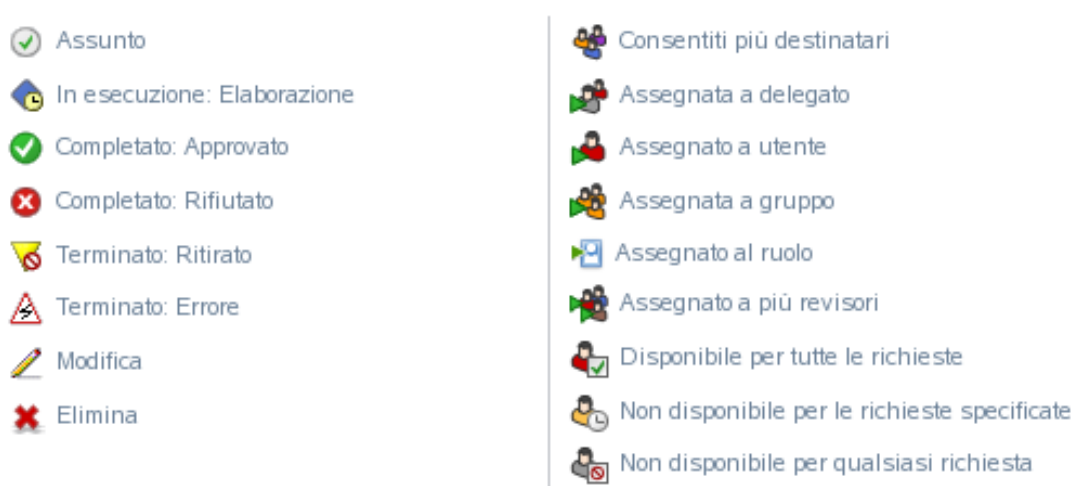 Assunto
In esecuzione: Elaborazione
Completato: Approvato
Completato: Rifiutato
Terminato: Ritirato
Terminato: Errore
Modifica
Elimina
Consentiti più destinatari
Assegnata a delegato
Assegnato a utente
Assegnata a gruppo
Assegnato al ruolo
Assegnato a più revisori
Disponibile per tutte le richieste
Non disponibile per le richieste specificate
Non disponibile per qualsiasi richiesta